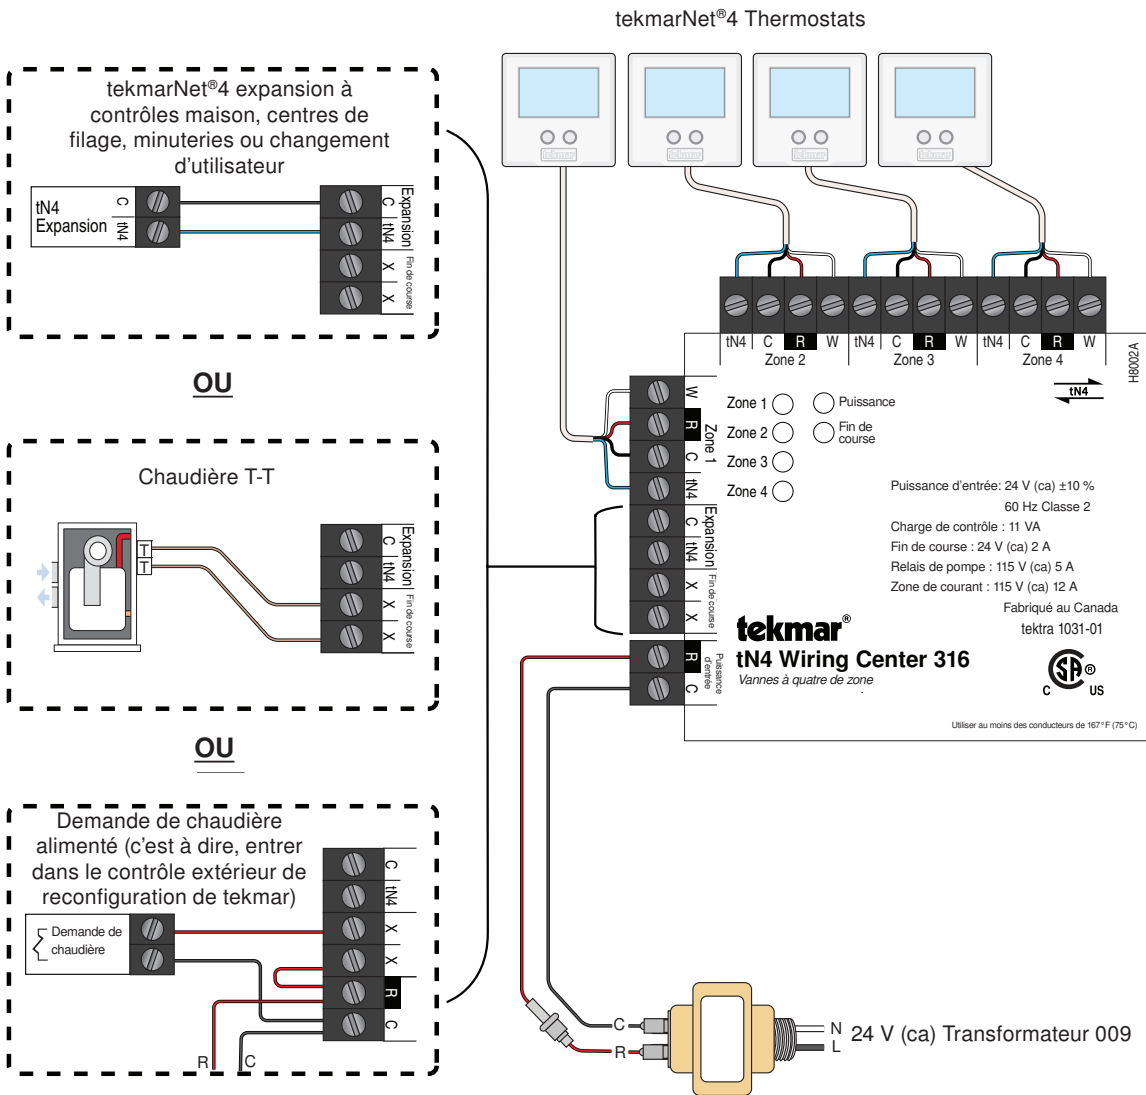 tekmarNet®4 Thermostats
tekmar
tekmar
tekmar
tekmar
tekmarNet®4 expansion à
contrôles maison, centres de
filage, minuteries ou changement
d'utilisateur
tN4
Expansion
C
tN4
C
tN4
X
X
Expansion
Fin de course
OU
Chaudière T-T
T
T
C
tN4
X
X
Expansion
Fin de course
OU
Demande de chaudière
alimenté (c'est à dire, entrer
dans le contrôle extérieur de
reconfiguration de tekmar)
Demande de
chaudière
C
tN4
X
X
R
C
R
C
tN4
C
R
W
Zone 2
tN4
C
R
W
Zone 3
tN4
C
R
W
Zone 4
H8002A
tN4
W
R
C
tN4
Zone 1
C
tN4
Expansion
X
X
Fin de course
R
C
Puissance
d'entrée
Zone 1
Zone 2
Zone 3
Zone 4
Puissance
Fin de
course
Puissance d'entrée: 24 V (ca) ±10 %
60 Hz Classe 2
Charge de contrôle : 11 VA
Fin de course : 24 V (ca) 2 A
Relais de pompe : 115 V (ca) 5 A
Zone de courant : 115 V (ca) 12 A
Fabriqué au Canada
tektra 1031-01
tekmar®
tN4 Wiring Center 316
Vannes à quatre de zone
C SA ® US
Utiliser au moins des conducteurs de 167°F (75°C)
C
R
N
L
24 V (ca) Transformateur 009